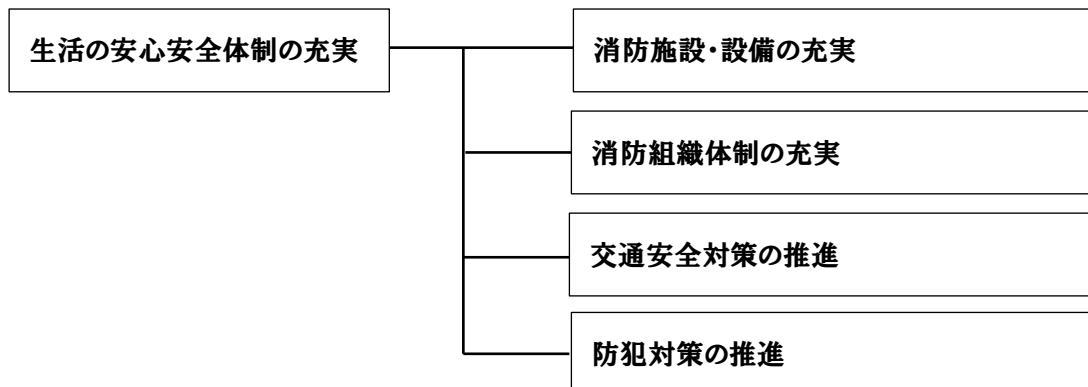 生活の安心安全体制の充実
消防施設・設備の充実
消防組織体制の充実
交通安全対策の推進
防犯対策の推進